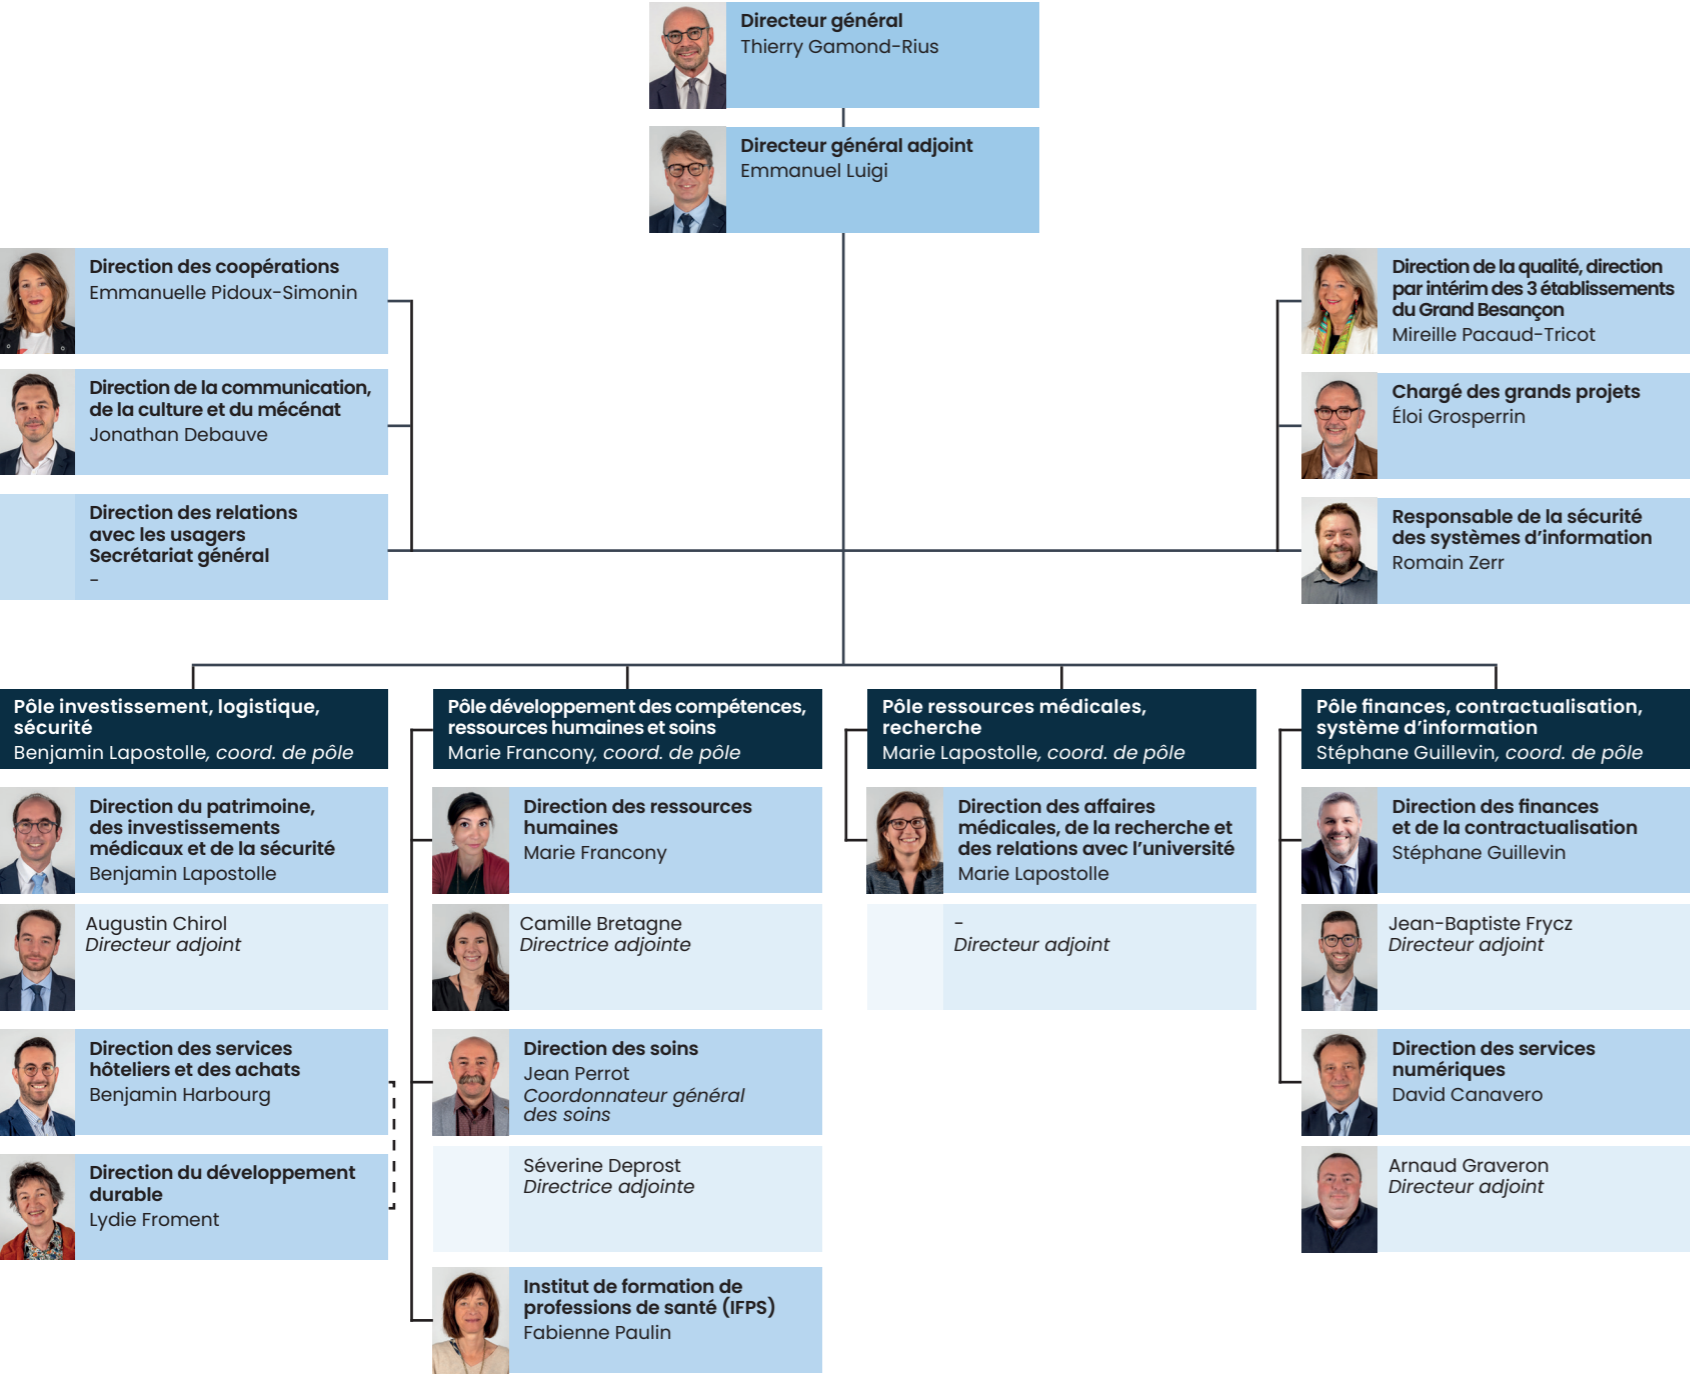 Directeur général
Thierry Gamond-Rius
Directeur général adjoint
Emmanuel Luigi
Direction des coopérations
Emmanuelle Pidoux-Simonin
Direction de la communication,
de la culture et du mécénat
Jonathan Debauve
Direction des relations
avec les usagers
Secrétariat général
-
Direction de la qualité, direction
par intérim des 3 établissements
du Grand Besançon
Mireille Pacaud-Tricot
Chargé des grands projets
Éloi Grosperrin
Responsable de la sécurité
des systèmes d’information
Romain Zerr
Pôle investissement, logistique,
sécurité
Benjamin Lapostolle, coord. de pôle
Direction du patrimoine,
des investissements
médicaux et de la sécurité
Benjamin Lapostolle
Augustin Chirol
Directeur adjoint
Direction des services
hôteliers et des achats
Benjamin Harbourg
Direction du développement
durable
Lydie Froment
Pôle développement des compétences,
ressources humaines et soins
Marie Francony, coord. de pôle
Direction des ressources
humaines
Marie Francony
Camille Bretagne
Directrice adjointe
Direction des soins
Jean Perrot
Coordonnateur général
des soins
Séverine Deprost
Directrice adjointe
Institut de formation de
professions de santé (IFPS)
Fabienne Paulin
Pôle ressources médicales,
recherche
Marie Lapostolle, coord. de pôle
Direction des affaires
médicales, de la recherche et
des relations avec l’université
Marie Lapostolle
-
Directeur adjoint
Pôle finances, contractualisation,
système d’information
Stéphane Guillevin, coord. de pôle
Direction des finances
et de la contractualisation
Stéphane Guillevin
Jean-Baptiste Frycz
Directeur adjoint
Direction des services
numériques
David Canavero
Arnaud Graveron
Directeur adjoint